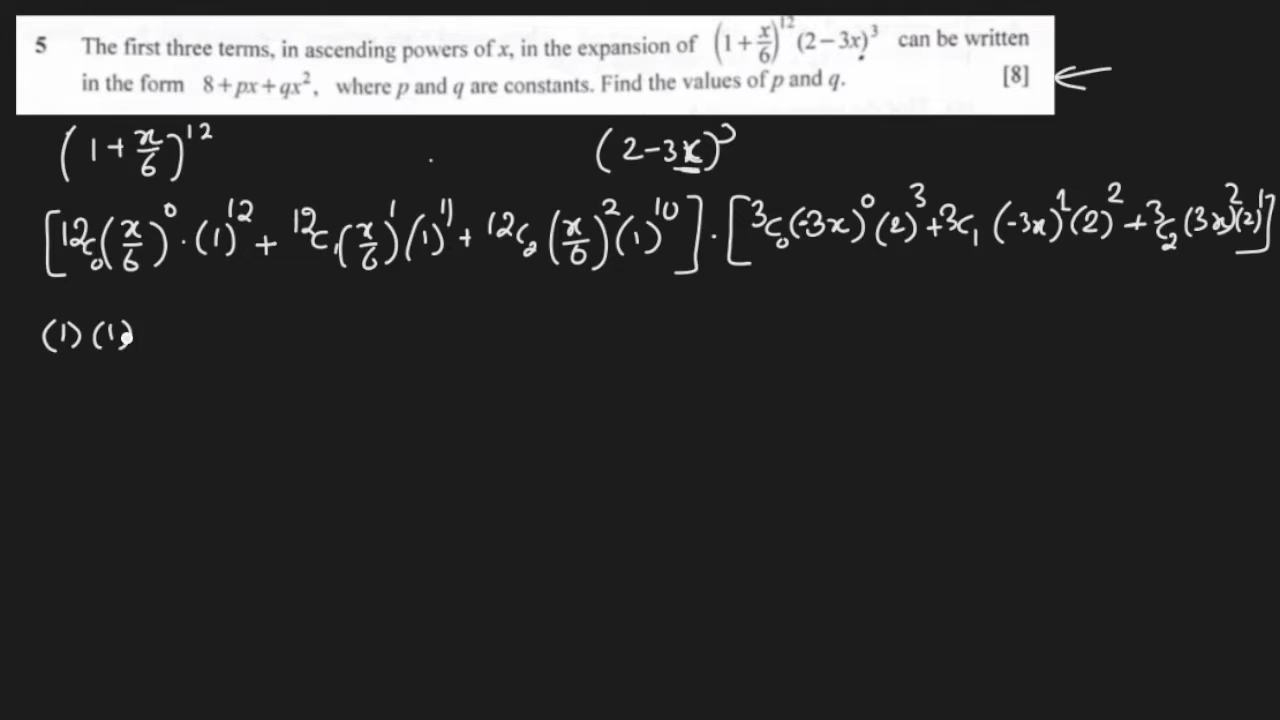 5 The first three terms, in ascending powers of x, in the expansion of (1 + x/6)^12 (2 − 3x)^3 can be written
in the form 8 + px + qx², where p and q are constants. Find the values of p and q. [8]
(1 + x/6)^12 (2 - 3x)^3
[12C₀(x/6)^0 · (1)^12 + 12C₁(x/6)^1 (1)^11 + 12C₂(x/6)^2 (1)^10] · [3C₀(-3x)^0 (2)^3 + 3C₁(-3x)^1 (2)^2 + 3C₂(3x)^2 (2)^1]
(1) (1)